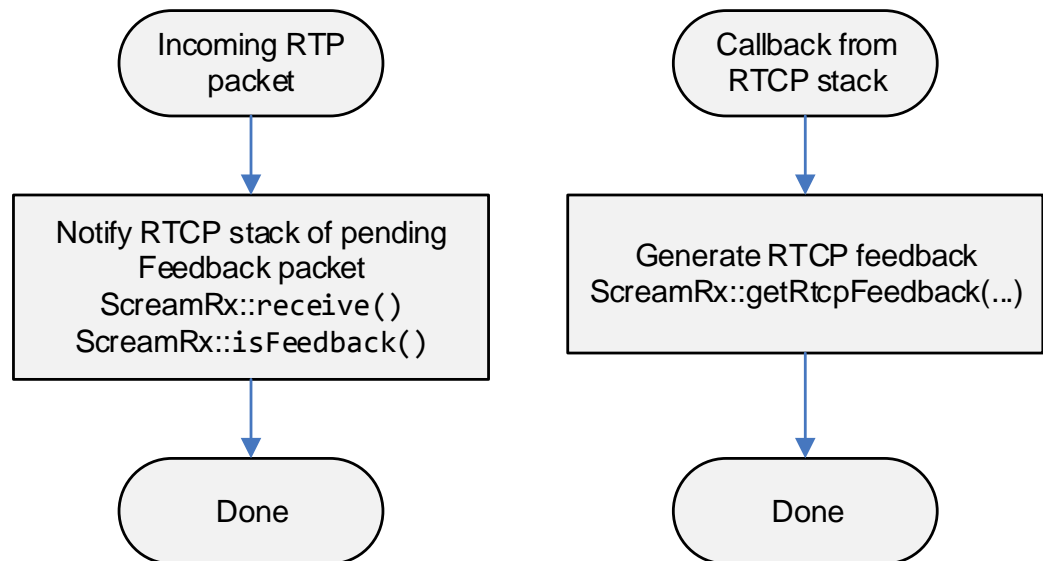 Incoming RTP
packet
Notify RTCP stack of pending
Feedback packet
ScreamRx::receive()
ScreamRx::isFeedback()
Done
Callback from
RTCP stack
Generate RTCP feedback
ScreamRx::getRtcpFeedback(...)
Done